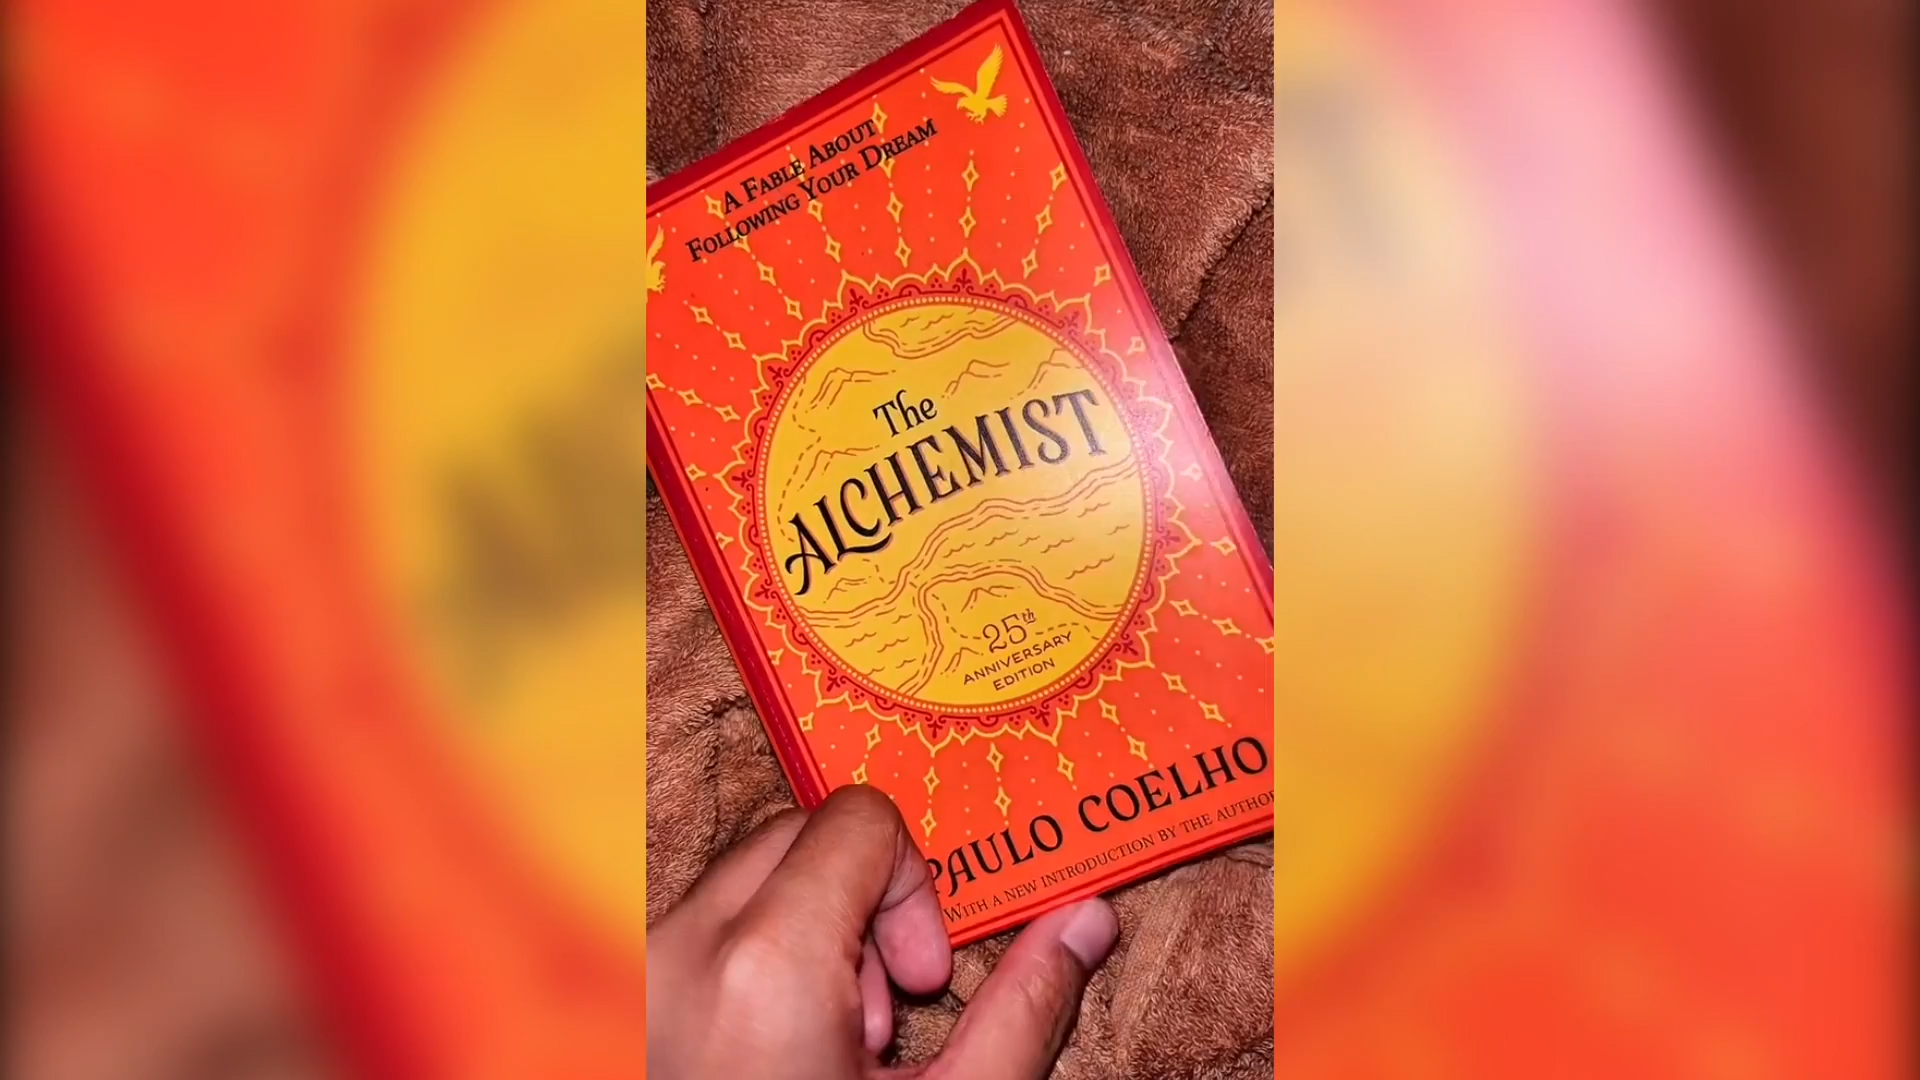 A FABLE ABOUT
FOLLOWING YOUR DREAM
The
ALCHEMIST
25th
ANNIVERSARY
EDITION
PAULO COELHO
WITH A NEW INTRODUCTION BY THE AUTHOR